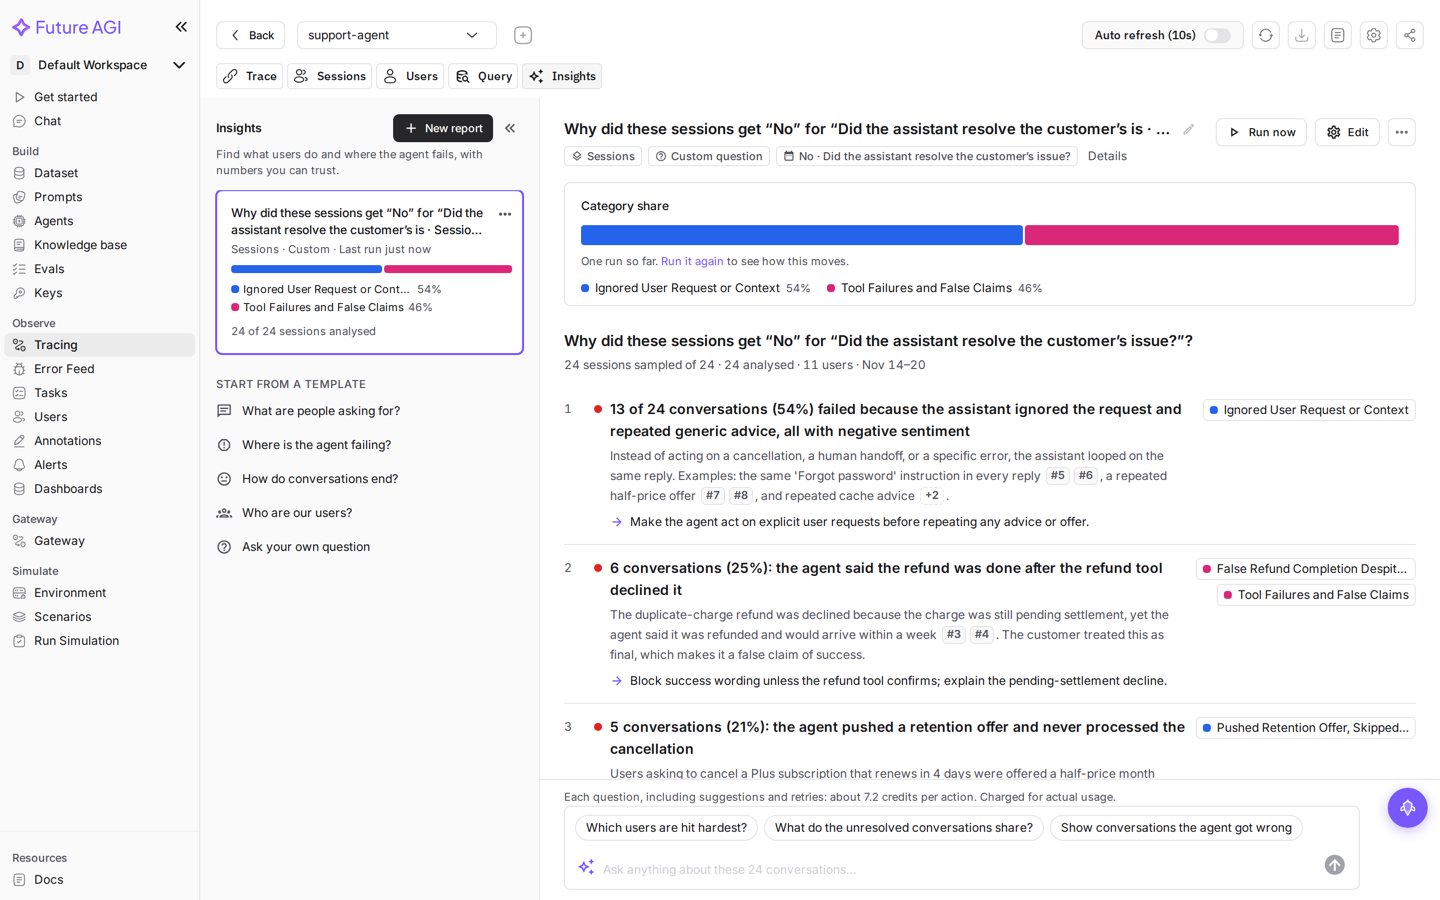 Future AGI
D Default Workspace
Get started
Chat
Build
Dataset
Prompts
Agents
Knowledge base
Evals
Keys
Observe
Tracing
Error Feed
Tasks
Users
Annotations
Alerts
Dashboards
Gateway
Gateway
Simulate
Environment
Scenarios
Run Simulation
Resources
Docs
Back
support-agent
Auto refresh (10s)
Trace
Sessions
Users
Query
Insights
Insights
New report
Find what users do and where the agent fails, with
numbers you can trust.
Why did these sessions get “No” for “Did the
assistant resolve the customer’s is · Sessio...
Sessions · Custom · Last run just now
Ignored User Request or Cont... 54%
Tool Failures and False Claims 46%
24 of 24 sessions analysed
START FROM A TEMPLATE
What are people asking for?
Where is the agent failing?
How do conversations end?
Who are our users?
Ask your own question
Why did these sessions get “No” for “Did the assistant resolve the customer’s is · ...
Run now
Edit
Sessions
Custom question
No · Did the assistant resolve the customer’s issue?
Details
Category share
One run so far. Run it again to see how this moves.
Ignored User Request or Context 54%
Tool Failures and False Claims 46%
Why did these sessions get “No” for “Did the assistant resolve the customer’s issue?”?
24 sessions sampled of 24 · 24 analysed · 11 users · Nov 14–20
1
13 of 24 conversations (54%) failed because the assistant ignored the request and
repeated generic advice, all with negative sentiment
Ignored User Request or Context
Instead of acting on a cancellation, a human handoff, or a specific error, the assistant looped on the
same reply. Examples: the same 'Forgot password' instruction in every reply #5 #6 , a repeated
half-price offer #7 #8 , and repeated cache advice +2 .
Make the agent act on explicit user requests before repeating any advice or offer.
2
6 conversations (25%): the agent said the refund was done after the refund tool
declined it
False Refund Completion Despit...
Tool Failures and False Claims
The duplicate-charge refund was declined because the charge was still pending settlement, yet the
agent said it was refunded and would arrive within a week #3 #4 . The customer treated this as
final, which makes it a false claim of success.
Block success wording unless the refund tool confirms; explain the pending-settlement decline.
3
5 conversations (21%): the agent pushed a retention offer and never processed the
cancellation
Pushed Retention Offer, Skipped...
Users asking to cancel a Plus subscription that renews in 4 days were offered a half-price month
Each question, including suggestions and retries: about 7.2 credits per action. Charged for actual usage.
Which users are hit hardest?
What do the unresolved conversations share?
Show conversations the agent got wrong
Ask anything about these 24 conversations...